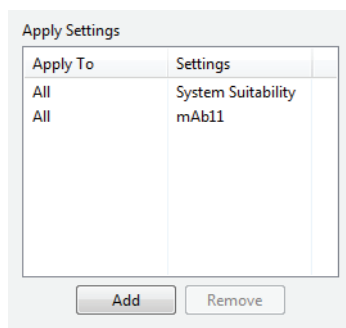 Apply Settings
Apply To Settings
All System Suitability
All mAb11
Add Remove